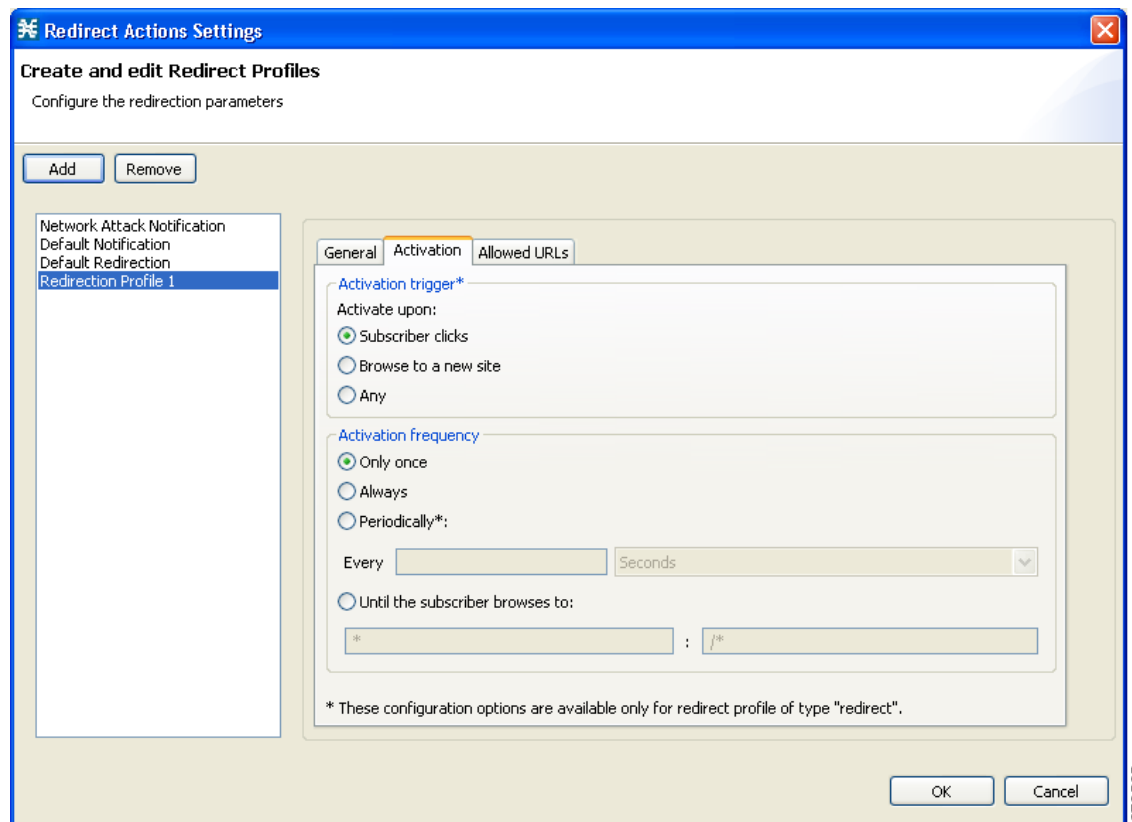 Redirect Actions Settings
Create and edit Redirect Profiles
Configure the redirection parameters
Add
Remove
Network Attack Notification
Default Notification
Default Redirection
Redirection Profile 1
General
Activation
Allowed URLs
Activation trigger*
Activate upon:
Subscriber clicks
Browse to a new site
Any
Activation frequency
Only once
Always
Periodically*:
Every
Seconds
Until the subscriber browses to:
*
:
/*
* These configuration options are available only for redirect profile of type "redirect".
OK
Cancel